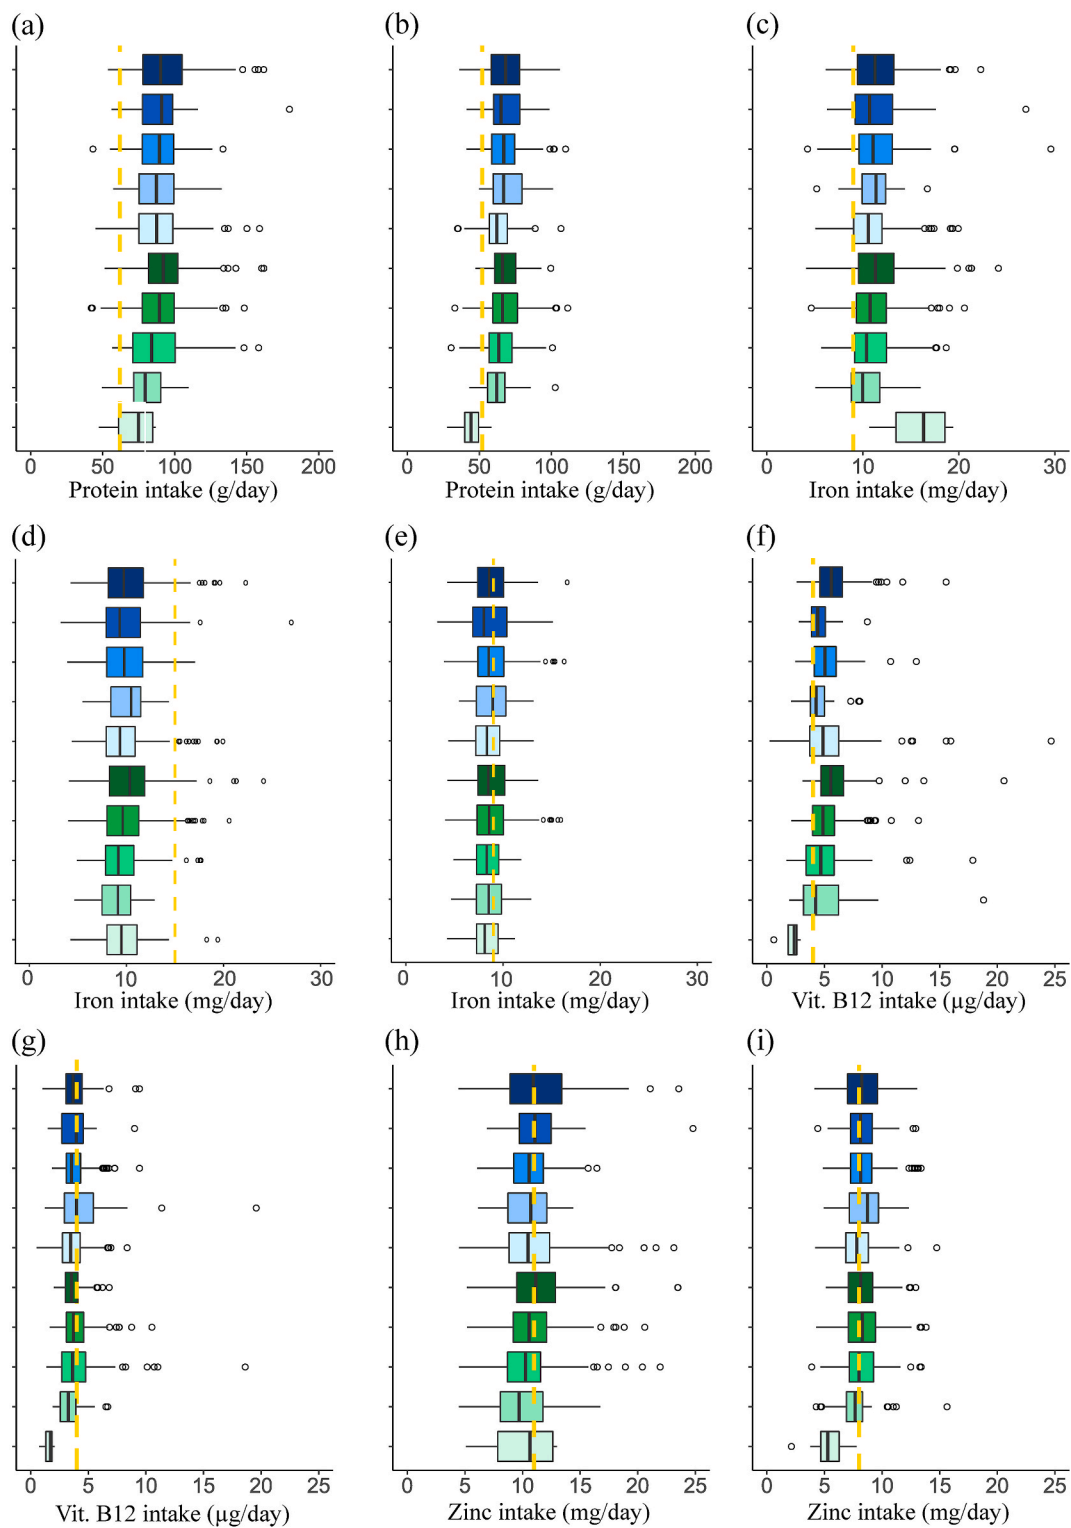 (a) (b) (c)
0 50 100 150 200 0 50 100 150 200 0 10 20 30
Protein intake (g/day) Protein intake (g/day) Iron intake (mg/day)
(d) (e) (f)
0 10 20 30 0 10 20 30 0 5 10 15 20 25
Iron intake (mg/day) Iron intake (mg/day) Vit. B12 intake (µg/day)
(g) (h) (i)
0 5 10 15 20 25 0 5 10 15 20 25 0 5 10 15 20 25
Vit. B12 intake (µg/day) Zinc intake (mg/day) Zinc intake (mg/day)